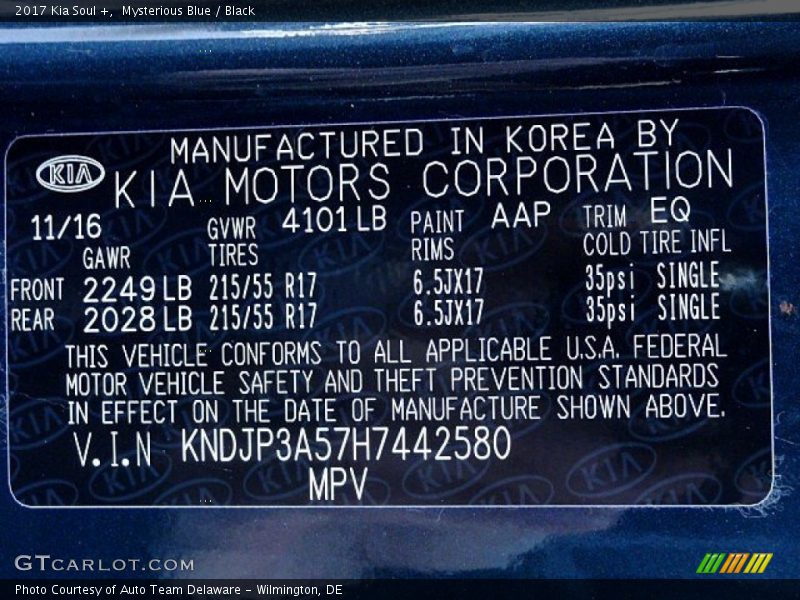 2017 Kia Soul +, Mysterious Blue / Black
MANUFACTURED IN KOREA BY
KIA KIA MOTORS CORPORATION
11/16 GVWR 4101 LB PAINT AAP TRIM EQ
GAWR TIRES RIMS COLD TIRE INFL
FRONT 2249 LB 215/55 R17 6.5JX17 35psi SINGLE
REAR 2028 LB 215/55 R17 6.5JX17 35psi SINGLE
THIS VEHICLE CONFORMS TO ALL APPLICABLE U.S.A. FEDERAL
MOTOR VEHICLE SAFETY AND THEFT PREVENTION STANDARDS
IN EFFECT ON THE DATE OF MANUFACTURE SHOWN ABOVE.
V.I.N KNDJP3A57H7442580
MPV
GTCARLOT.COM
Photo Courtesy of Auto Team Delaware - Wilmington, DE